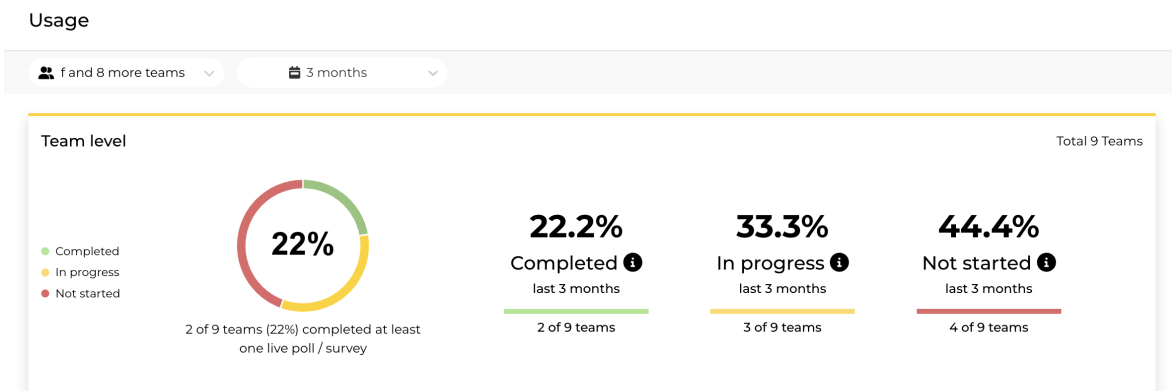 Usage
f and 8 more teams
3 months
Team level
Total 9 Teams
Completed
In progress
Not started
22%
2 of 9 teams (22%) completed at least
one live poll / survey
22.2%
Completed
last 3 months
2 of 9 teams
33.3%
In progress
last 3 months
3 of 9 teams
44.4%
Not started
last 3 months
4 of 9 teams